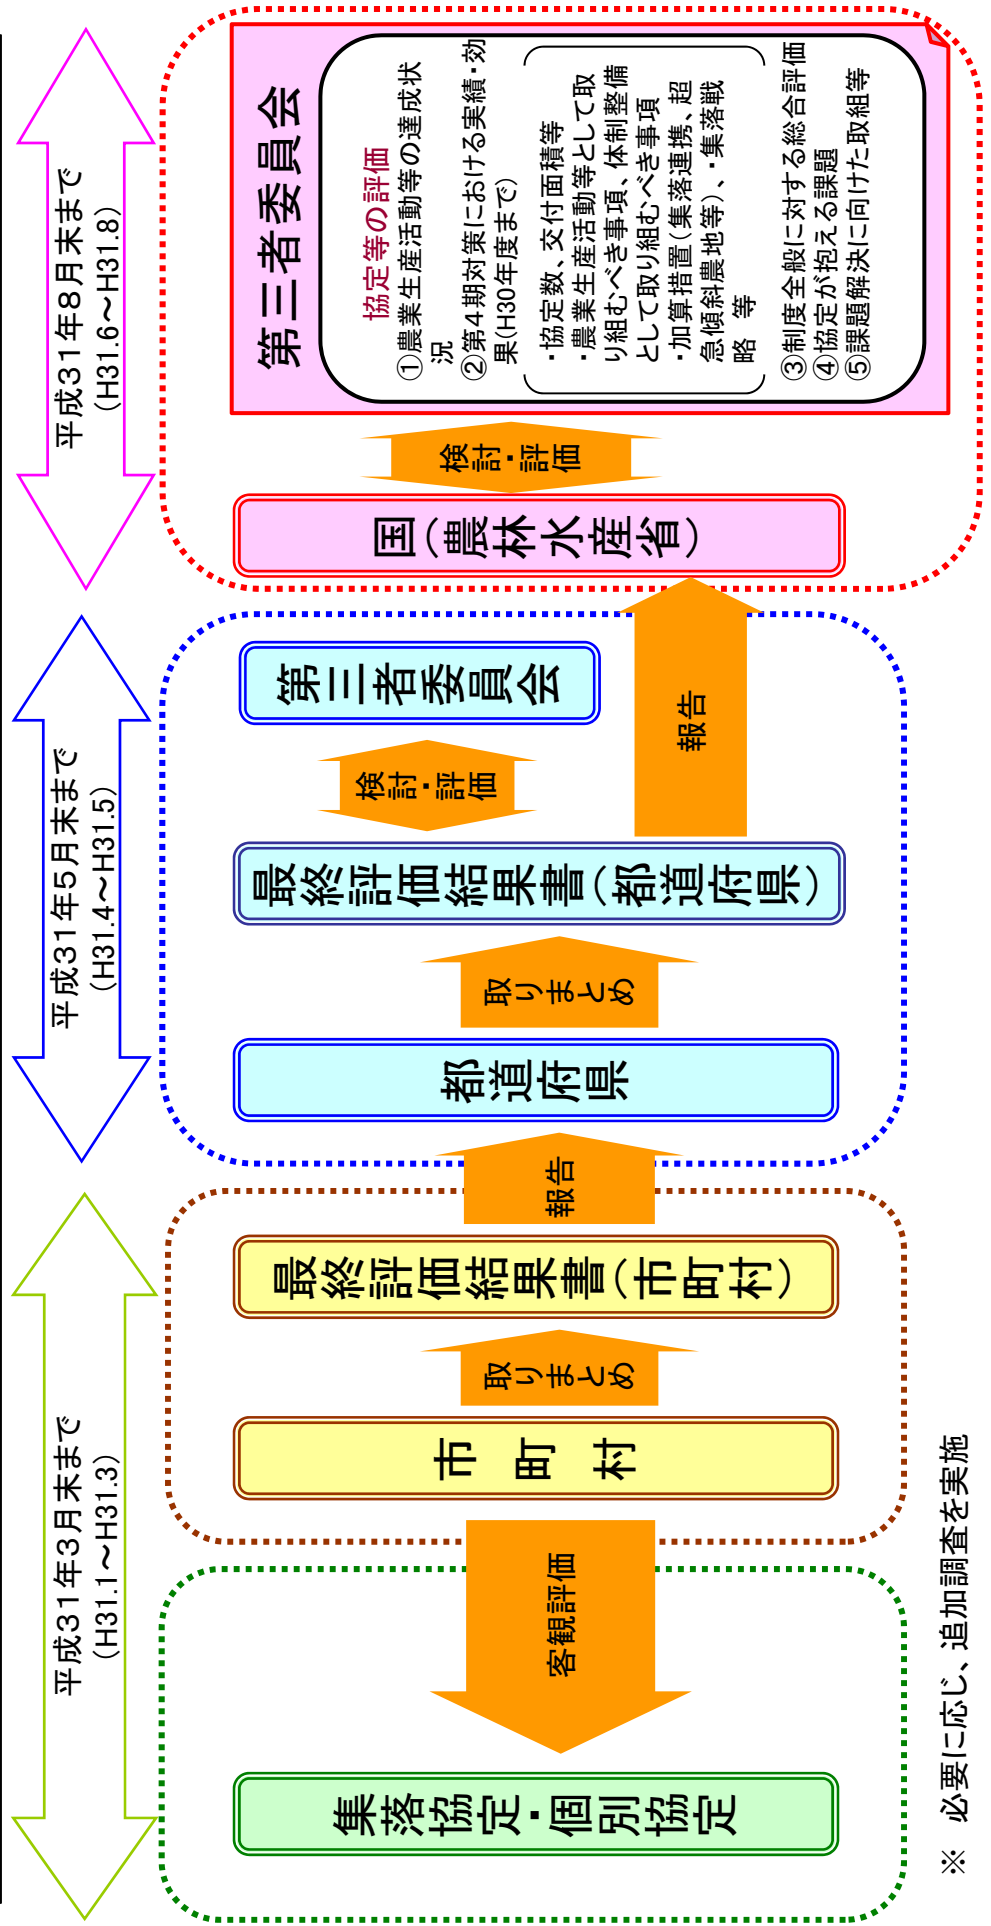 平成31年3月末まで
（H31.1～H31.3）
平成31年5月末まで
（H31.4～H31.5）
平成31年8月末まで
（H31.6～H31.8）
集落協定・個別協定
客観評価
市　町　村
取りまとめ
最終評価結果書（市町村）
報告
都道府県
取りまとめ
最終評価結果書（都道府県）
検討・評価
第三者委員会
報告
国（農林水産省）
検討・評価
第三者委員会
協定等の評価
①農業生産活動等の達成状
況
②第4期対策における実績・効
果（H30年度まで）
・協定数、交付面積等
・農業生産活動等として取
り組むべき事項、体制整備
として取り組むべき事項
・加算措置（集落連携、超
急傾斜農地等）、・集落戦
略　等
③制度全般に対する総合評価
④協定が抱える課題
⑤課題解決に向けた取組等
※　必要に応じ、追加調査を実施